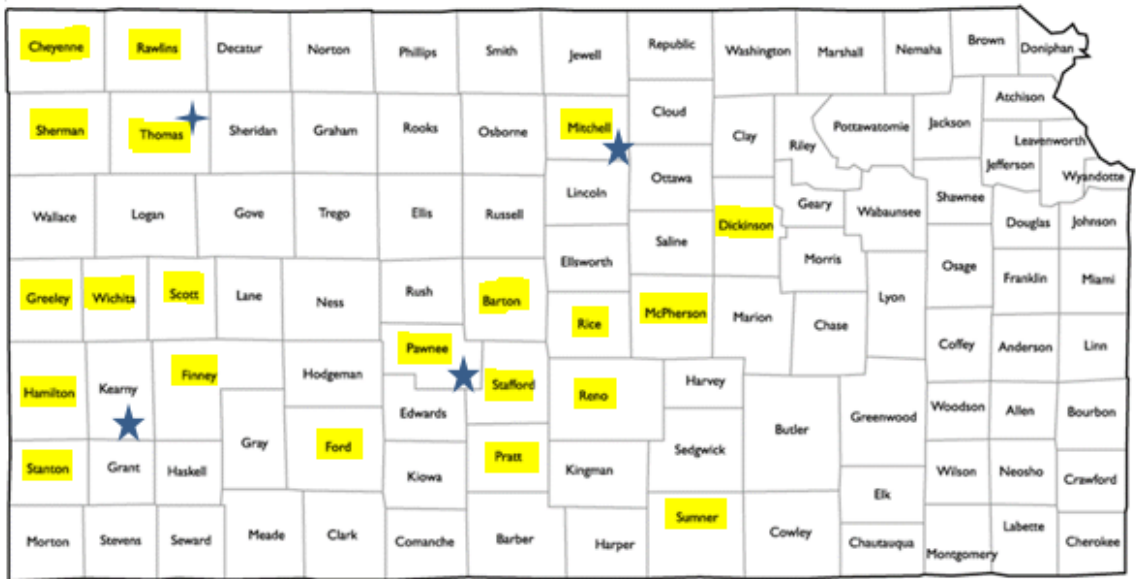 Cheyenne
Rawlins
Decatur
Norton
Phillips
Smith
Jewell
Republic
Washington
Marshall
Nemaha
Brown
Doniphan
Sherman
Thomas
Sheridan
Graham
Rooks
Osborne
Mitchell
Cloud
Clay
Riley
Pottawatomie
Jackson
Atchison
Leavenworth
Jefferson
Wyandotte
Wallace
Logan
Gove
Trego
Ellis
Russell
Lincoln
Ottawa
Saline
Dickinson
Geary
Wabaunsee
Shawnee
Douglas
Johnson
Greeley
Wichita
Scott
Lane
Ness
Rush
Barton
Ellsworth
Rice
McPherson
Marion
Morris
Chase
Lyon
Osage
Franklin
Miami
Hamilton
Kearny
Finney
Hodgeman
Pawnee
Stafford
Edwards
Reno
Harvey
Coffey
Anderson
Linn
Stanton
Grant
Haskell
Gray
Ford
Kiowa
Pratt
Kingman
Sedgwick
Butler
Greenwood
Woodson
Allen
Bourbon
Wilson
Neosho
Crawford
Elk
Morton
Stevens
Seward
Meade
Clark
Comanche
Barber
Harper
Sumner
Cowley
Chautauqua
Montgomery
Labette
Cherokee